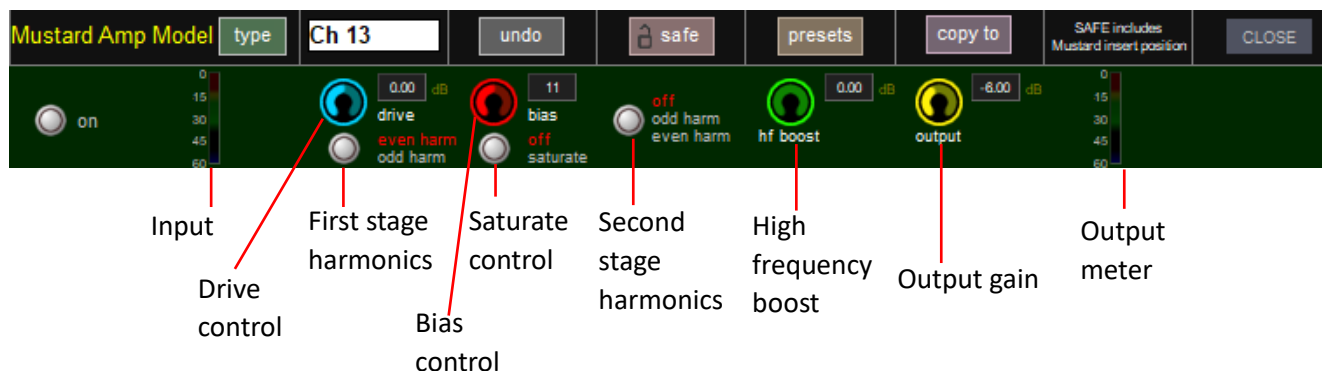 Mustard Amp Model type Ch 13 undo safe presets copy to SAFE includes
Mustard insert position CLOSE
on
0
15
30
45
60
0.00 dB
drive
even harm
odd harm
11
bias
off
saturate
off
odd harm
even harm
0.00 dB
hf boost
-6.00 dB
output
0
15
30
45
60
Input
Drive
control
First stage
harmonics
Bias
control
Saturate
control
Second
stage
harmonics
High
frequency
boost
Output gain
Output
meter